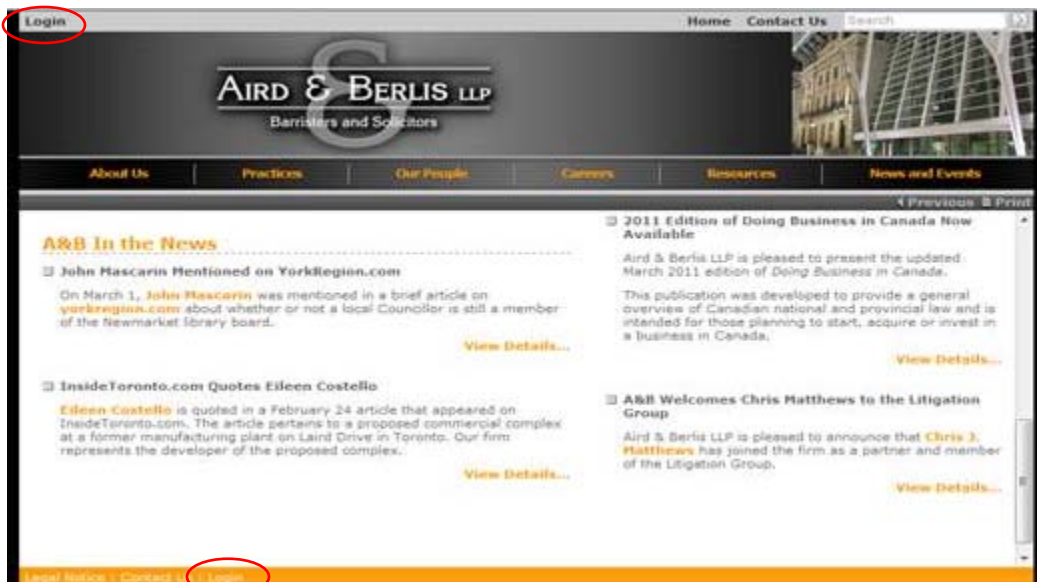 Login Home Contact Us Search
AIRD & BERLIS LLP
Barristers and Solicitors
About Us Practices Our People Careers Resources News and Events
Previous Print
A&B In the News
John Mascarin Mentioned on YorkRegion.com
On March 1, John Mascarin was mentioned in a brief article on
yorkregion.com about whether or not a local Councillor is still a member
of the Newmarket library board.
View Details...
InsideToronto.com Quotes Eileen Costello
Eileen Costello is quoted in a February 24 article that appeared on
InsideToronto.com. The article pertains to a proposed commercial complex
at a former manufacturing plant on Laird Drive in Toronto. Our firm
represents the developer of the proposed complex.
View Details...
2011 Edition of Doing Business in Canada Now
Available
Aird & Berlis LLP is pleased to present the updated
March 2011 edition of Doing Business in Canada.
This publication was developed to provide a general
overview of Canadian national and provincial law and is
intended for those planning to start, acquire or invest in
a business in Canada.
View Details...
A&B Welcomes Chris Matthews to the Litigation
Group
Aird & Berlis LLP is pleased to announce that Chris J.
Matthews has joined the firm as a partner and member
of the Litigation Group.
View Details...
Legal Notice | Contact Us | Login